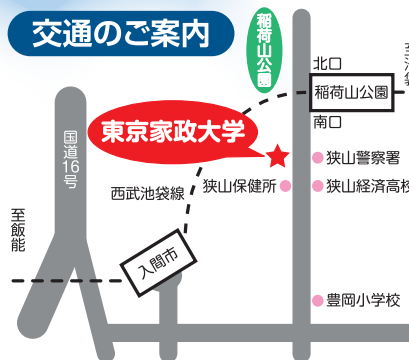 交通のご案内
稲荷山公園
北口
稲荷山公園
南口
東京家政大学
国道16号
狭山警察署
西武池袋線
狭山保健所
狭山経済高校
至飯能
入間市
豊岡小学校